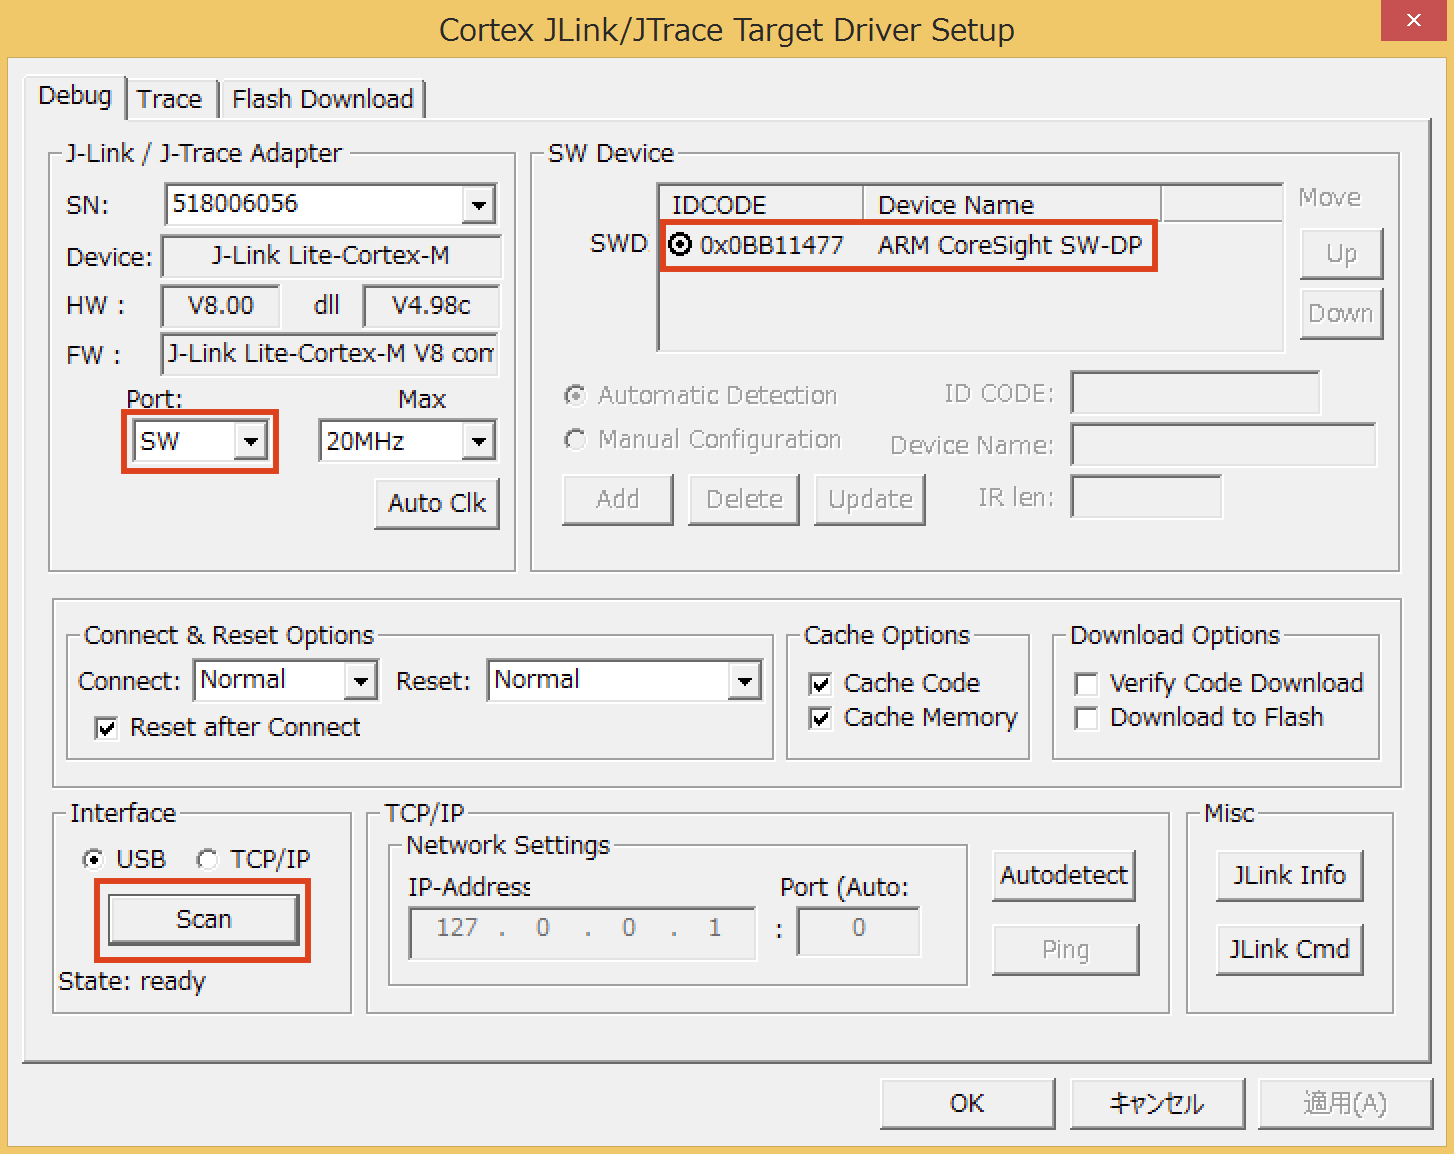 Cortex JLink/JTrace Target Driver Setup
Debug Trace Flash Download
J-Link / J-Trace Adapter
SN: 518006056
Device: J-Link Lite-Cortex-M
HW : V8.00 dll V4.98c
FW : J-Link Lite-Cortex-M V8 com
Port: Max
SW 20MHz
Auto Clk
SW Device
IDCODE Device Name
SWD 0x0BB11477 ARM CoreSight SW-DP
Move
Up
Down
Automatic Detection ID CODE:
Manual Configuration Device Name:
Add Delete Update IR len:
Connect & Reset Options
Connect: Normal Reset: Normal
Reset after Connect
Cache Options
Cache Code
Cache Memory
Download Options
Verify Code Download
Download to Flash
Interface
USB TCP/IP
Scan
State: ready
TCP/IP
Network Settings
IP-Address Port (Auto:
127 . 0 . 0 . 1 : 0
Autodetect
Ping
Misc
JLink Info
JLink Cmd
OK キャンセル 適用(A)